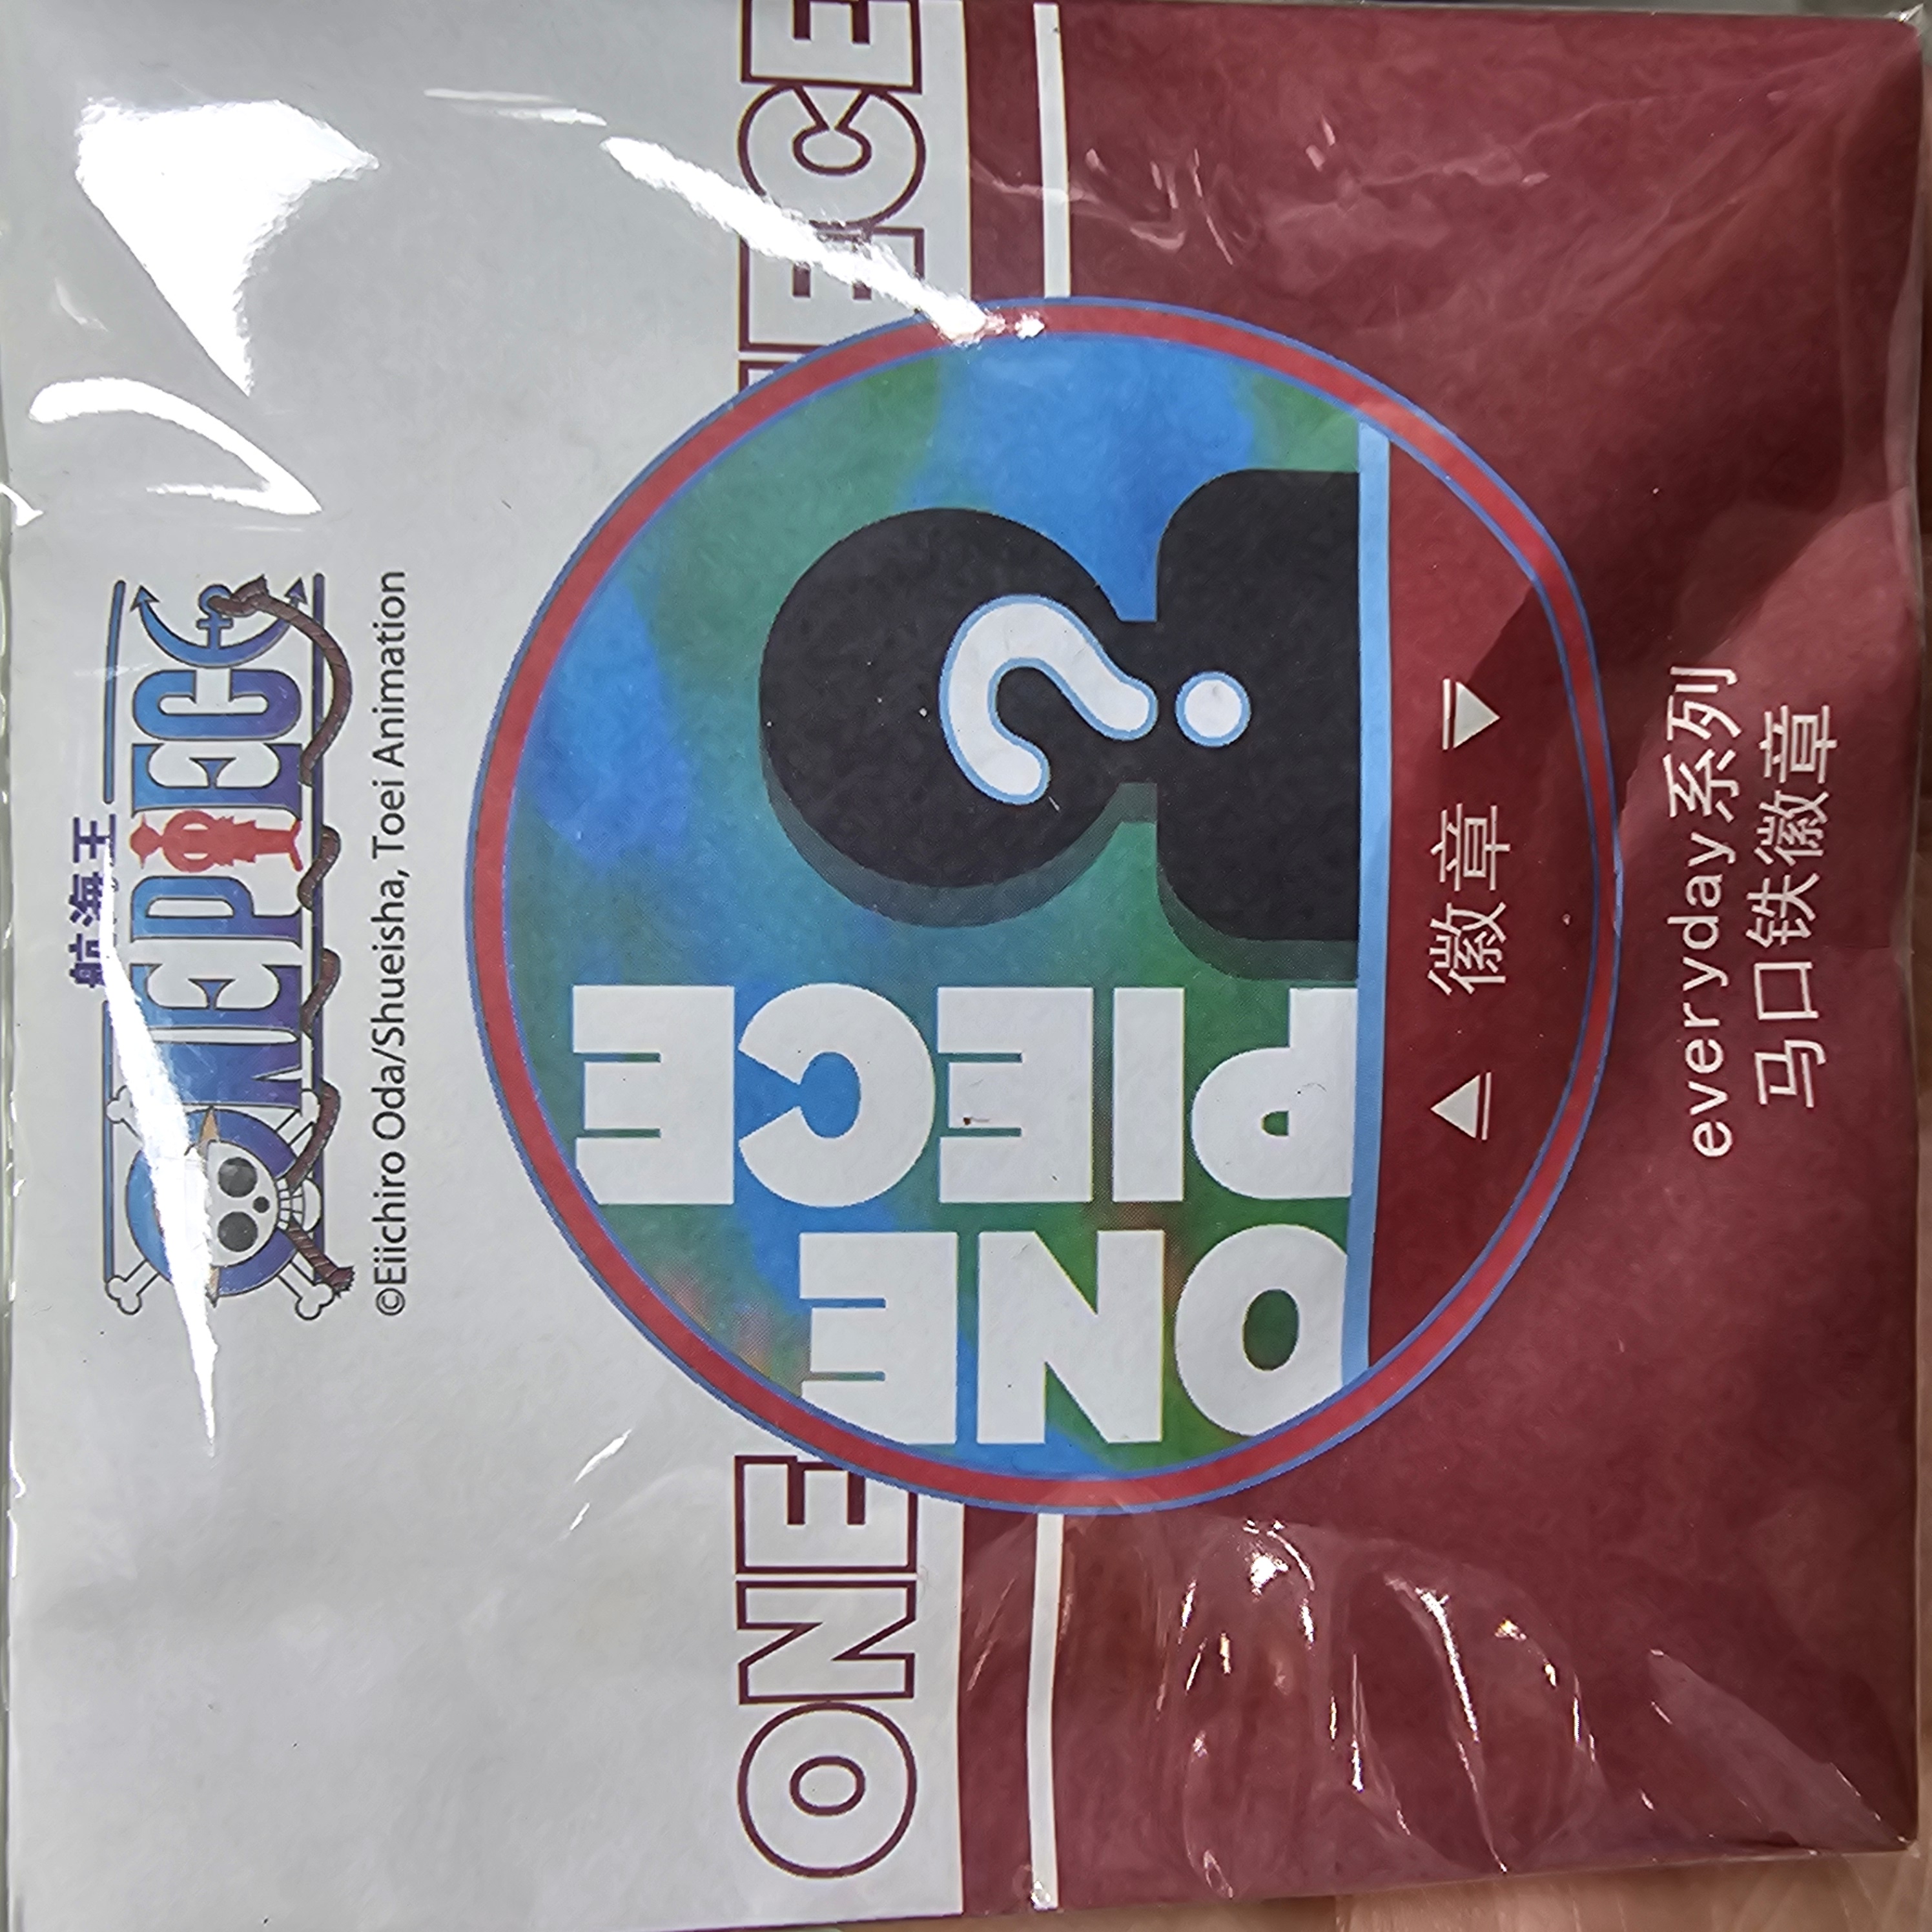 航海王
ONE PIECE
©Eiichiro Oda/Shueisha, Toei Animation
ONE PIECE
ONE
PIECE
?
徽章
everyday系列
马口铁徽章